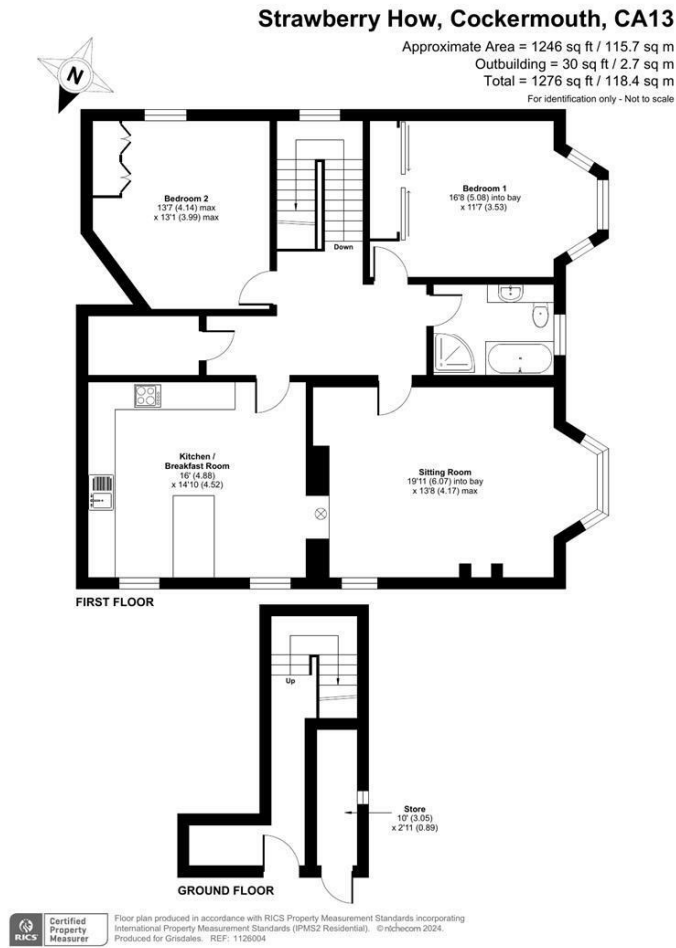 Strawberry How, Cockermouth, CA13
Approximate Area = 1246 sq ft / 115.7 sq m
Outbuilding = 30 sq ft / 2.7 sq m
Total = 1276 sq ft / 118.4 sq m
For identification only - Not to scale
N
Bedroom 2
13'7 (4.14) max
x 13'1 (3.99) max
Down
Bedroom 1
16'8 (5.08) into bay
x 11'7 (3.53)
Kitchen /
Breakfast Room
16' (4.88)
x 14'10 (4.52)
Sitting Room
19'11 (6.07) into bay
x 13'8 (4.17) max
FIRST FLOOR
Up
Store
10' (3.05)
x 2'11 (0.89)
GROUND FLOOR
RICS
Certified
Property
Measurer
Floor plan produced in accordance with RICS Property Measurement Standards incorporating
International Property Measurement Standards (IPMS2 Residential). © nichecom 2024.
Produced for Grisdales. REF: 1126004